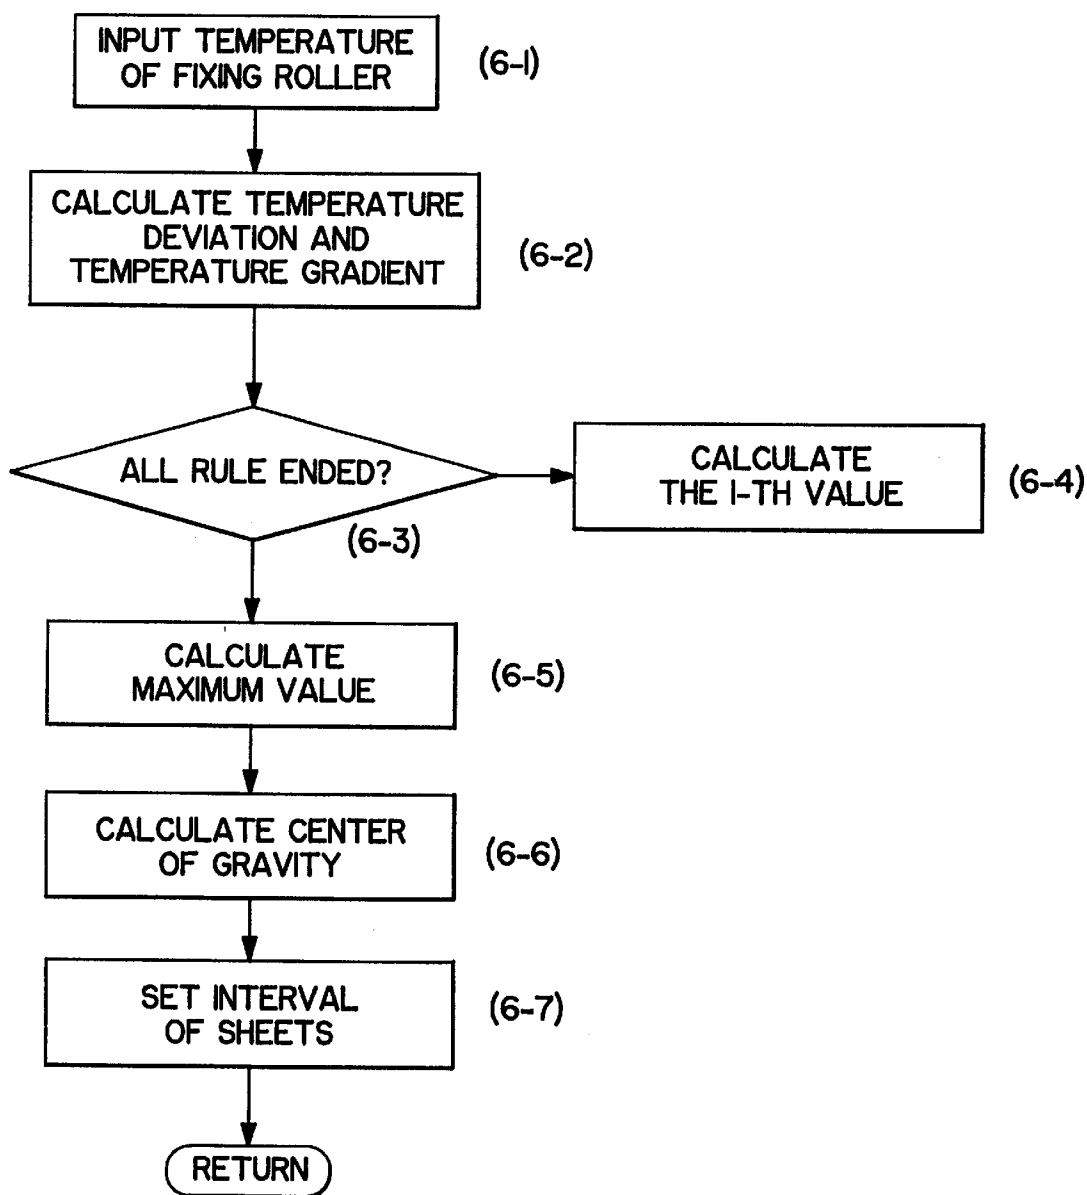 INPUT TEMPERATURE
OF FIXING ROLLER
(6-1)
CALCULATE TEMPERATURE
DEVIATION AND
TEMPERATURE GRADIENT
(6-2)
ALL RULE ENDED?
(6-3)
CALCULATE
THE I-TH VALUE
(6-4)
CALCULATE
MAXIMUM VALUE
(6-5)
CALCULATE CENTER
OF GRAVITY
(6-6)
SET INTERVAL
OF SHEETS
(6-7)
RETURN